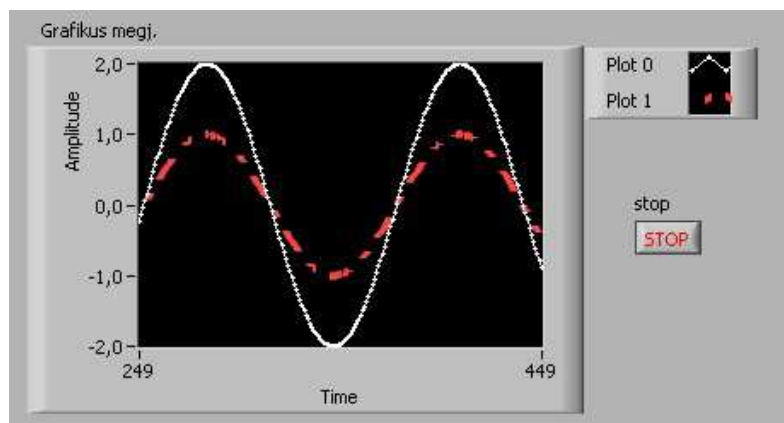 Grafikus megj.
Plot 0
Plot 1
Amplitude
2,0
1,0
0,0
-1,0
-2,0
249
449
Time
stop
STOP